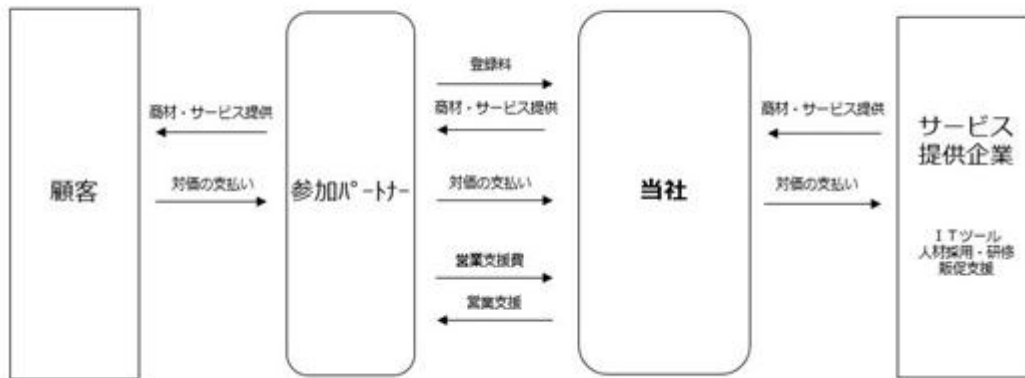 顧客
商材・サービス提供
対価の支払い
参加ﾊﾟｰﾄﾅｰ
登録料
商材・サービス提供
対価の支払い
営業支援費
営業支援
当社
商材・サービス提供
対価の支払い
サービス
提供企業
ＩＴツール
人材採用・研修
販促支援